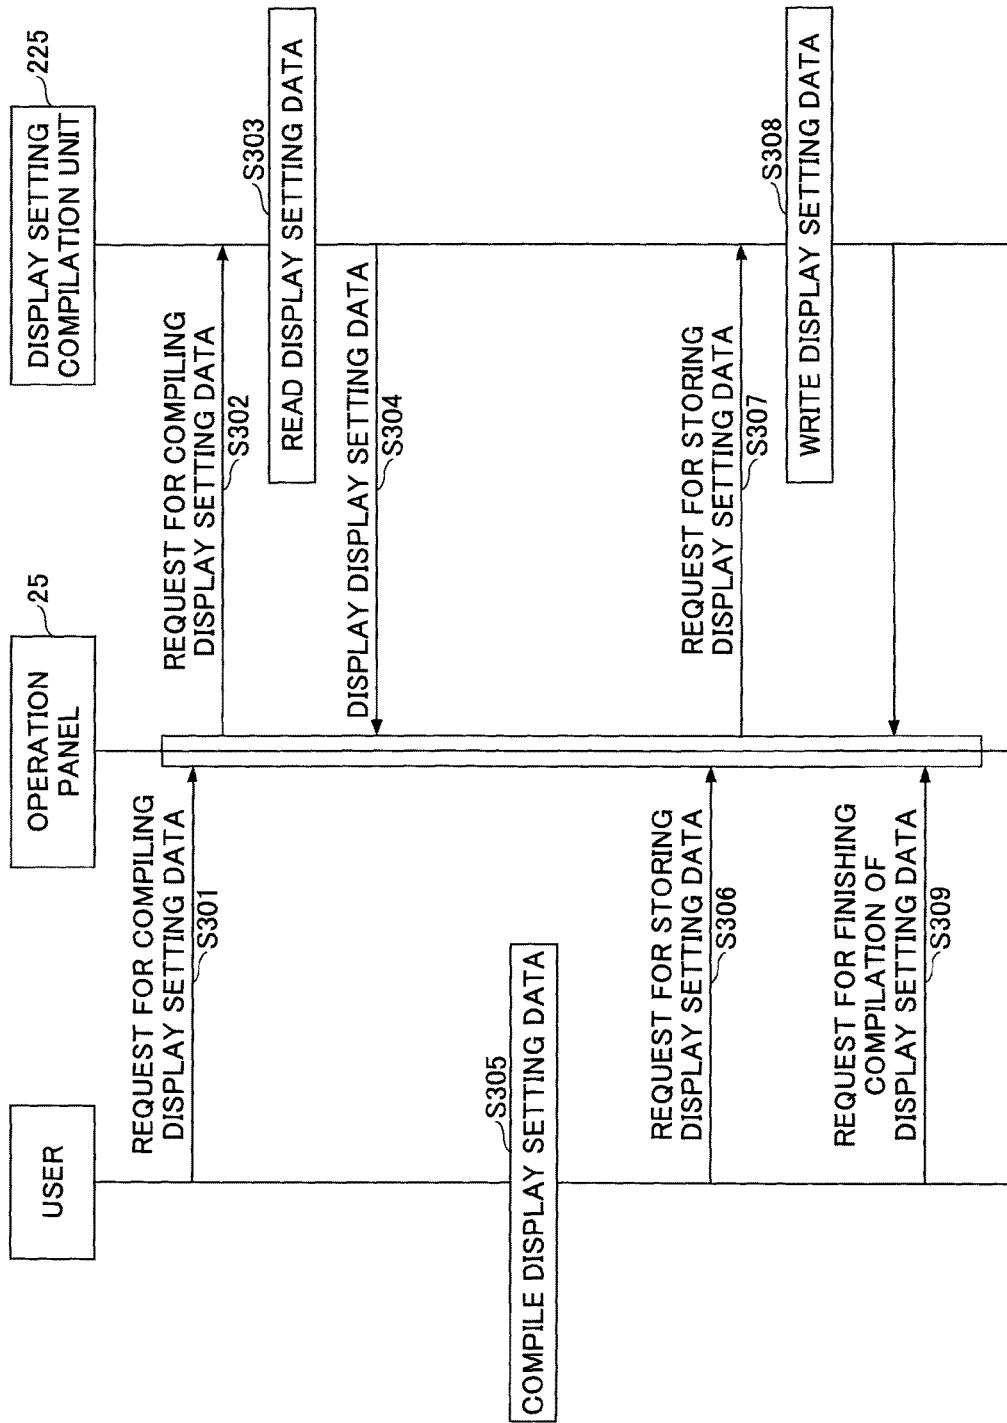 USER
OPERATION
PANEL
25
DISPLAY SETTING
COMPILATION UNIT
225
REQUEST FOR COMPILING
DISPLAY SETTING DATA
S301
REQUEST FOR COMPILING
DISPLAY SETTING DATA
S302
S303
READ DISPLAY SETTING DATA
DISPLAY DISPLAY SETTING DATA
S304
S305
COMPILE DISPLAY SETTING DATA
REQUEST FOR STORING
DISPLAY SETTING DATA
S306
REQUEST FOR STORING
DISPLAY SETTING DATA
S307
S308
WRITE DISPLAY SETTING DATA
REQUEST FOR FINISHING
COMPILATION OF
DISPLAY SETTING DATA
S309